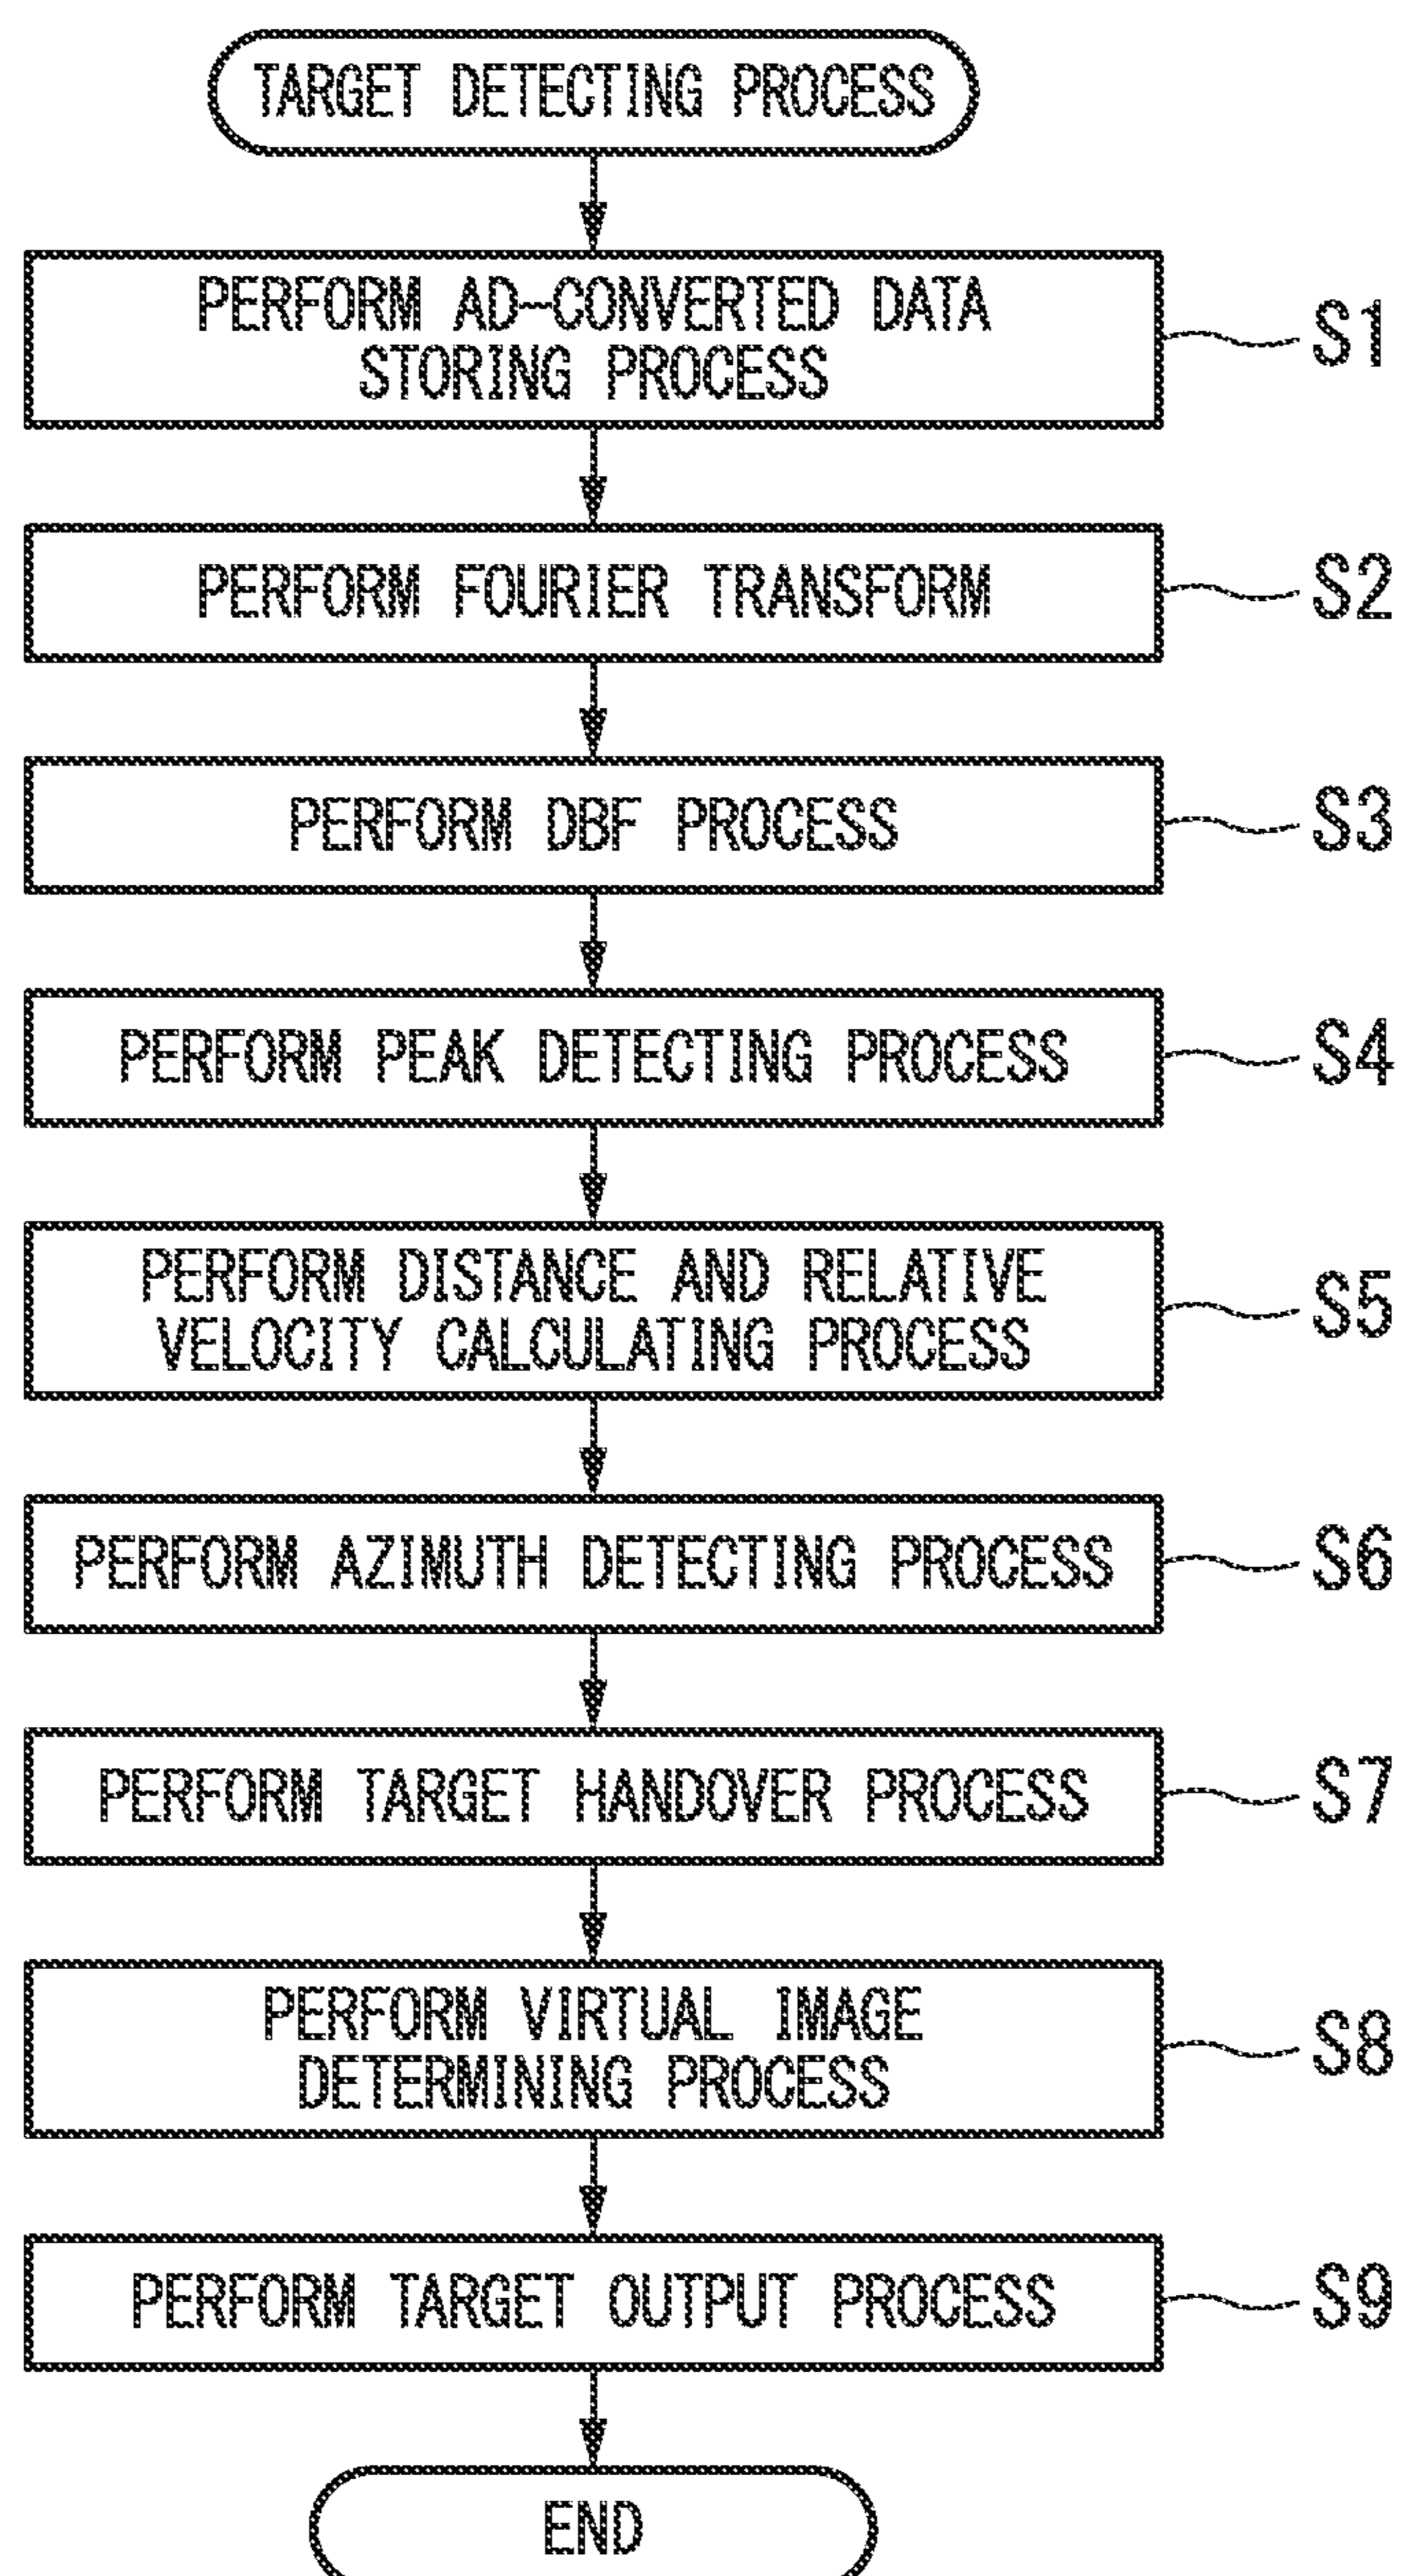 TARGET DETECTING PROCESS
PERFORM AD-CONVERTED DATA
STORING PROCESS
S1
PERFORM FOURIER TRANSFORM
S2
PERFORM DBF PROCESS
S3
PERFORM PEAK DETECTING PROCESS
S4
PERFORM DISTANCE AND RELATIVE
VELOCITY CALCULATING PROCESS
S5
PERFORM AZIMUTH DETECTING PROCESS
S6
PERFORM TARGET HANDOVER PROCESS
S7
PERFORM VIRTUAL IMAGE
DETERMINING PROCESS
S8
PERFORM TARGET OUTPUT PROCESS
S9
END